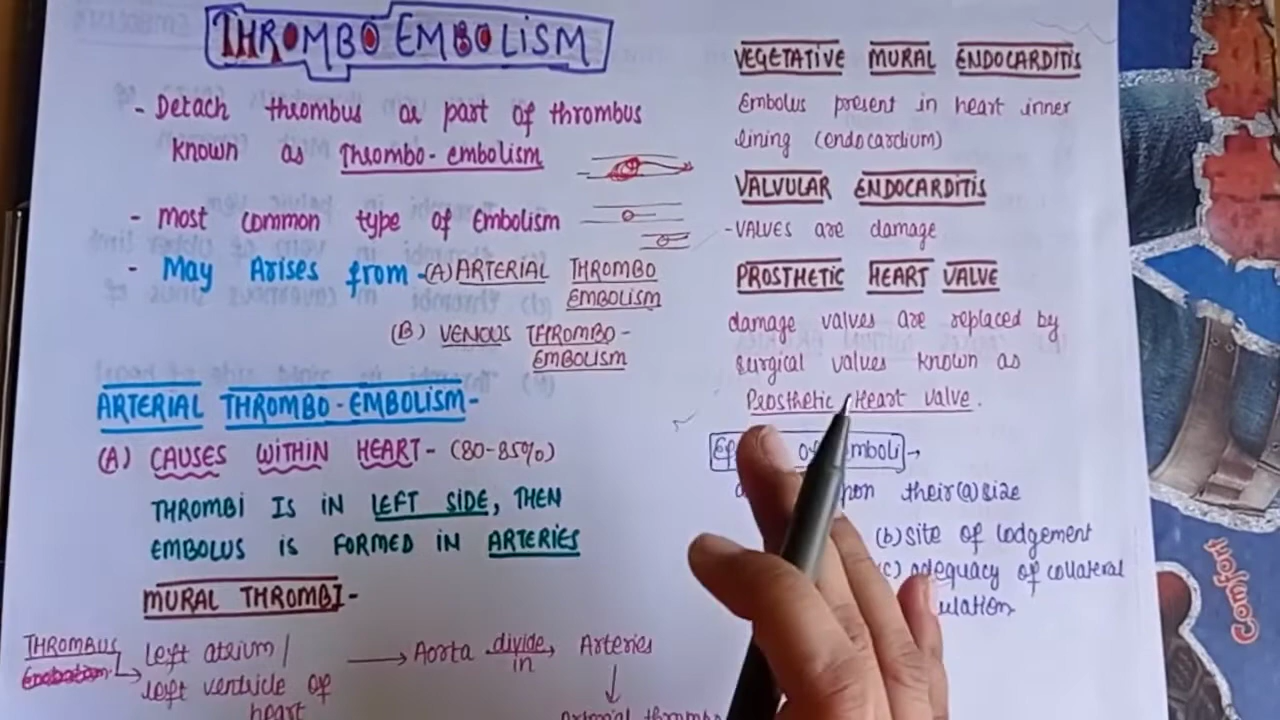 THROMBO EMBOLISM
- Detach thrombus or part of thrombus
known as Thrombo-embolism
- Most common type of Embolism
- May Arises from - (A) ARTERIAL THROMBO
EMBOLISM
(B) VENOUS THROMBO-
EMBOLISM
ARTERIAL THROMBO-EMBOLISM-
(A) CAUSES WITHIN HEART- (80-85%)
THROMBI IS IN LEFT SIDE, THEN
EMBOLUS IS FORMED IN ARTERIES
MURAL THROMBI-
THROMBUS
Left atrium /
left ventricle of
heart
Aorta divide in Arteries
VEGETATIVE MURAL ENDOCARDITIS
Embolus present in heart inner
lining (endocardium)
VALVULAR ENDOCARDITIS
-VALVES are damage
PROSTHETIC HEART VALVE
damage valves are replaced by
surgical valves known as
Prosthetic Heart valve.
of emboli →
upon their (a) size
(b) site of lodgement
(c) adequacy of collateral
Comfort